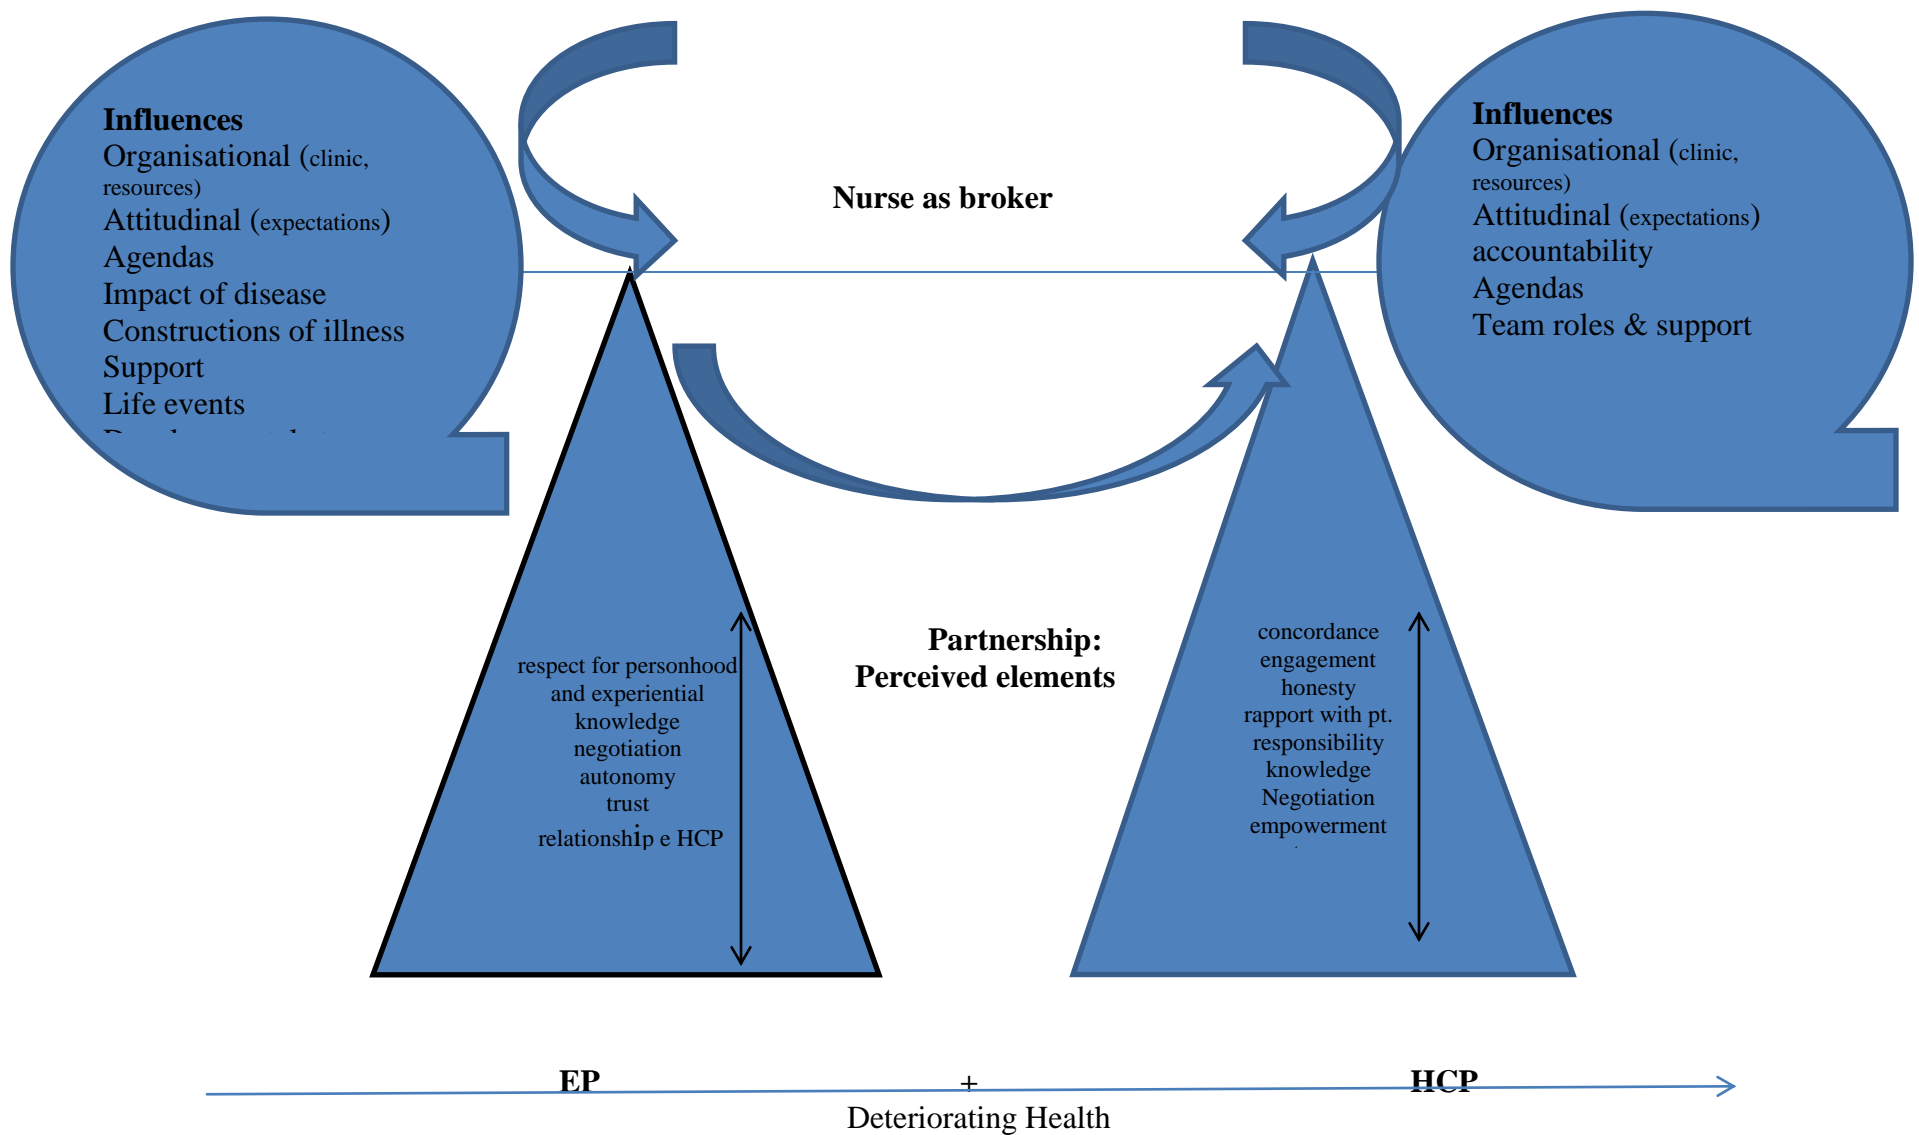 Influences
Organisational (clinic,
resources)
Attitudinal (expectations)
Agendas
Impact of disease
Constructions of illness
Support
Life events
Nurse as broker
Influences
Organisational (clinic,
resources)
Attitudinal (expectations)
accountability
Agendas
Team roles & support
respect for personhood
and experiential
knowledge
negotiation
autonomy
trust
relationship e HCP
Partnership:
Perceived elements
concordance
engagement
honesty
rapport with pt.
responsibility
knowledge
Negotiation
empowerment
EP + HCP
Deteriorating Health